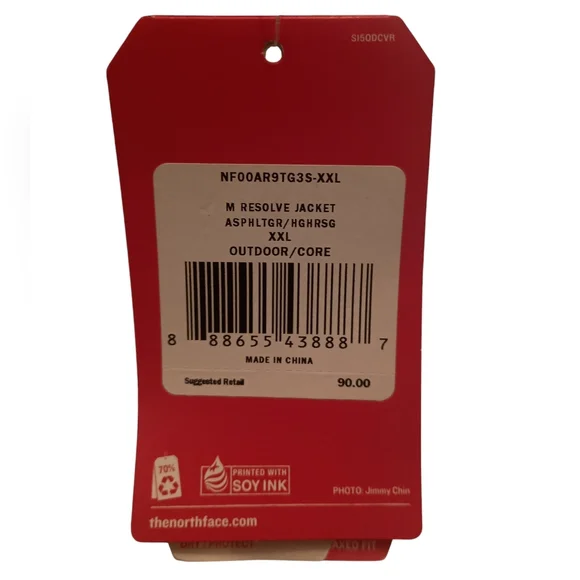 SI50DCVR
NF00AR9TG3S-XXL
M RESOLVE JACKET
ASPHLTGR/HGHRSG
XXL
OUTDOOR/CORE
8 88655 43888 7
MADE IN CHINA
Suggested Retail 90.00
70%
PRINTED WITH
SOY INK
PHOTO: Jimmy Chin
thenorthface.com